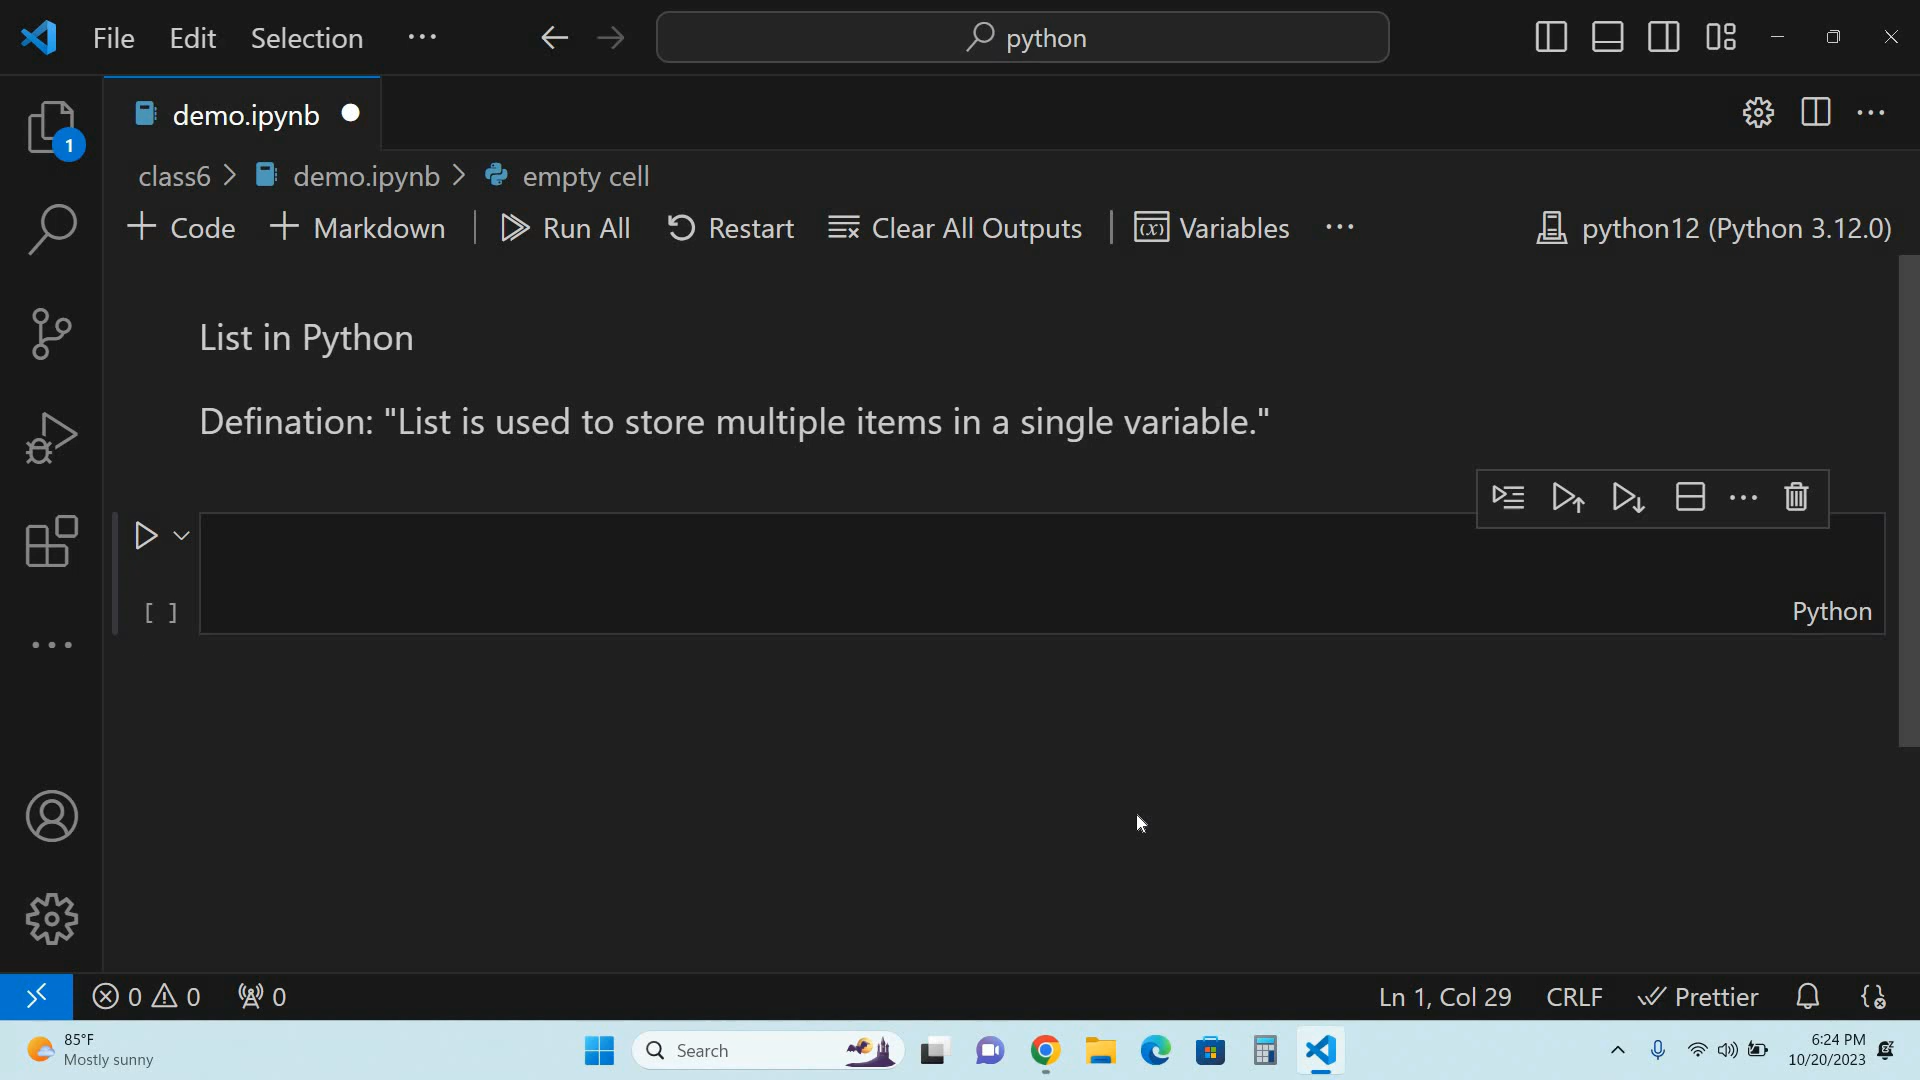 File Edit Selection ··· python
demo.ipynb
1
class6 > demo.ipynb > empty cell
+ Code + Markdown | Run All Restart Clear All Outputs | (x) Variables ··· python12 (Python 3.12.0)
List in Python
Defination: "List is used to store multiple items in a single variable."
[ ]
Python
0 0 0 Ln 1, Col 29 CRLF Prettier
85°F
Mostly sunny
Search
6:24 PM
10/20/2023